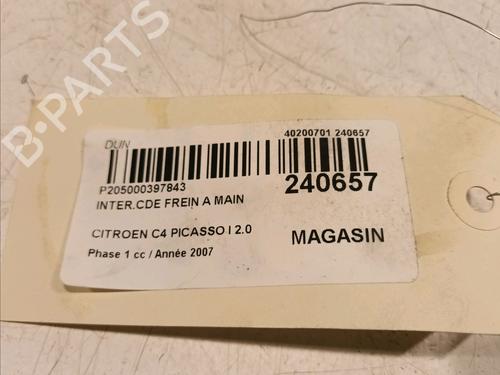 B-PARTS
DIJN
40200701 240657
P205000397843
240657
INTER.CDE FREIN A MAIN
CITROEN C4 PICASSO I 2.0
MAGASIN
Phase 1 cc / Année 2007